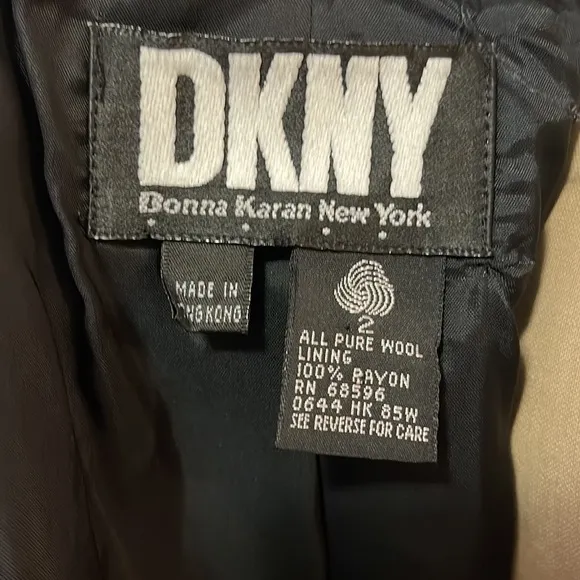 DKNY
Donna Karan New York
MADE IN
HONG KONG
2
ALL PURE WOOL
LINING
100% RAYON
RN 68596
0644 HK 85W
SEE REVERSE FOR CARE